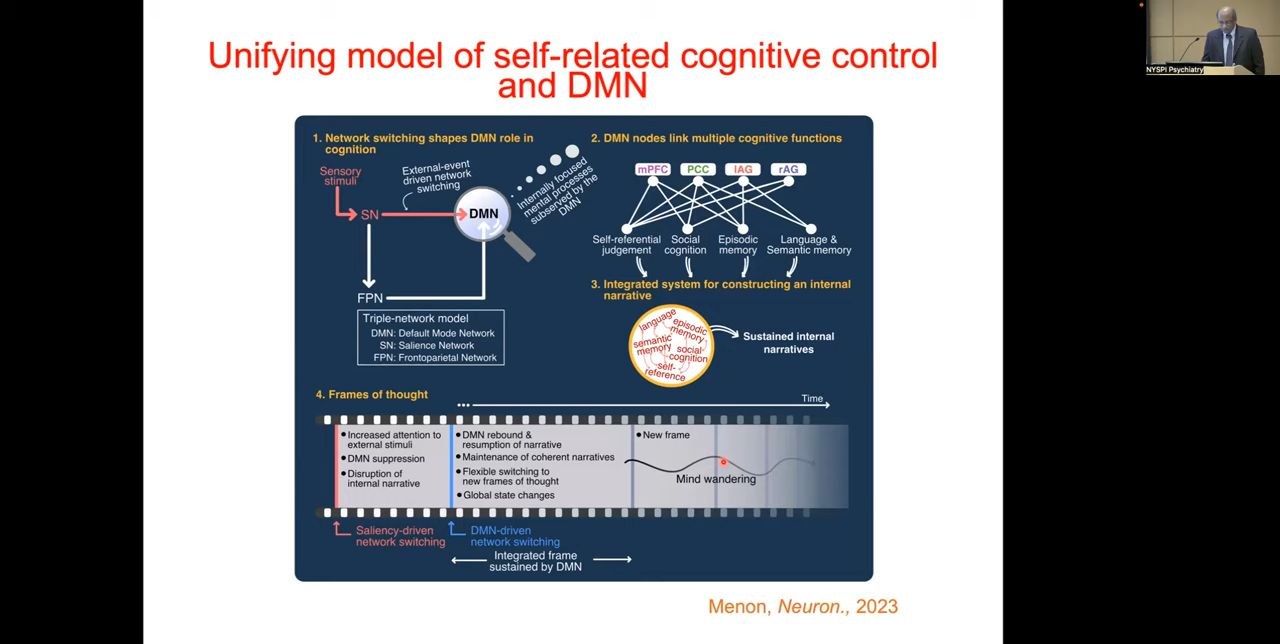 Unifying model of self-related cognitive control
and DMN
NYSPI Psychiatry
1. Network switching shapes DMN role in
cognition
Sensory
stimuli
External-event
driven network
switching
SN
DMN
Internally focused
mental processes
subserved by the
DMN
FPN
Triple-network model
DMN: Default Mode Network
SN: Salience Network
FPN: Frontoparietal Network
2. DMN nodes link multiple cognitive functions
mPFC PCC lAG rAG
Self-referential
judgement
Social
cognition
Episodic
memory
Language &
Semantic memory
3. Integrated system for constructing an internal
narrative
language
episodic
memory
semantic
memory
social
cognition
self-
reference
Sustained internal
narratives
4. Frames of thought
Time
• Increased attention to
external stimuli
• DMN suppression
• Disruption of
internal narrative
• DMN rebound &
resumption of narrative
• Maintenance of coherent narratives
• Flexible switching to
new frames of thought
• Global state changes
• New frame
Mind wandering
Saliency-driven
network switching
DMN-driven
network switching
Integrated frame
sustained by DMN
Menon, Neuron., 2023